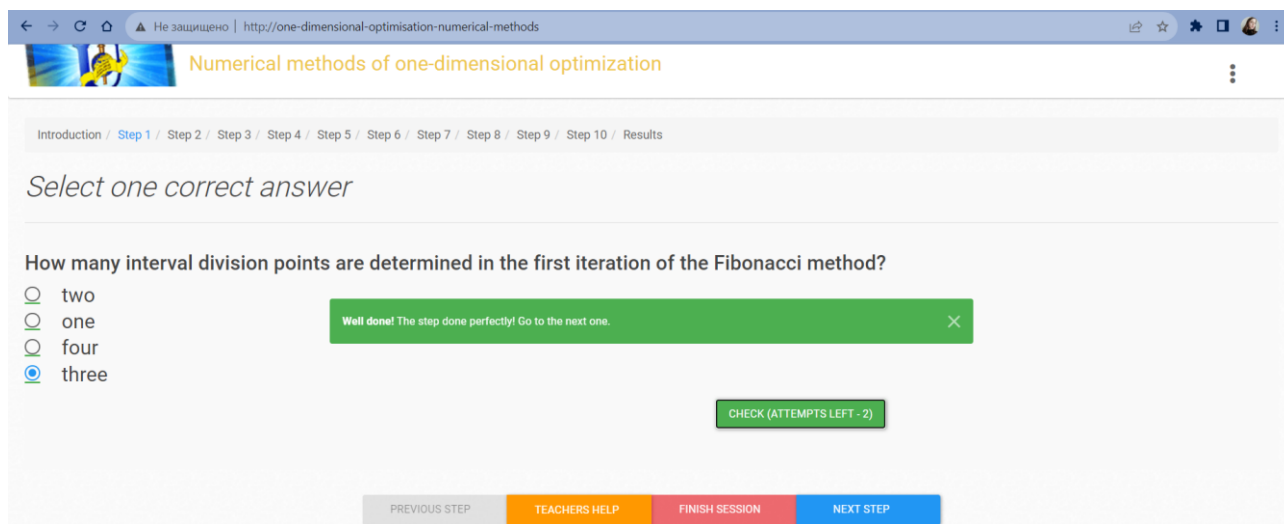 Не защищено | http://one-dimensional-optimisation-numerical-methods
Numerical methods of one-dimensional optimization
Introduction / Step 1 / Step 2 / Step 3 / Step 4 / Step 5 / Step 6 / Step 7 / Step 8 / Step 9 / Step 10 / Results
Select one correct answer
How many interval division points are determined in the first iteration of the Fibonacci method?
two
one
four
three
Well done! The step done perfectly! Go to the next one.
CHECK (ATTEMPTS LEFT - 2)
PREVIOUS STEP TEACHERS HELP FINISH SESSION NEXT STEP